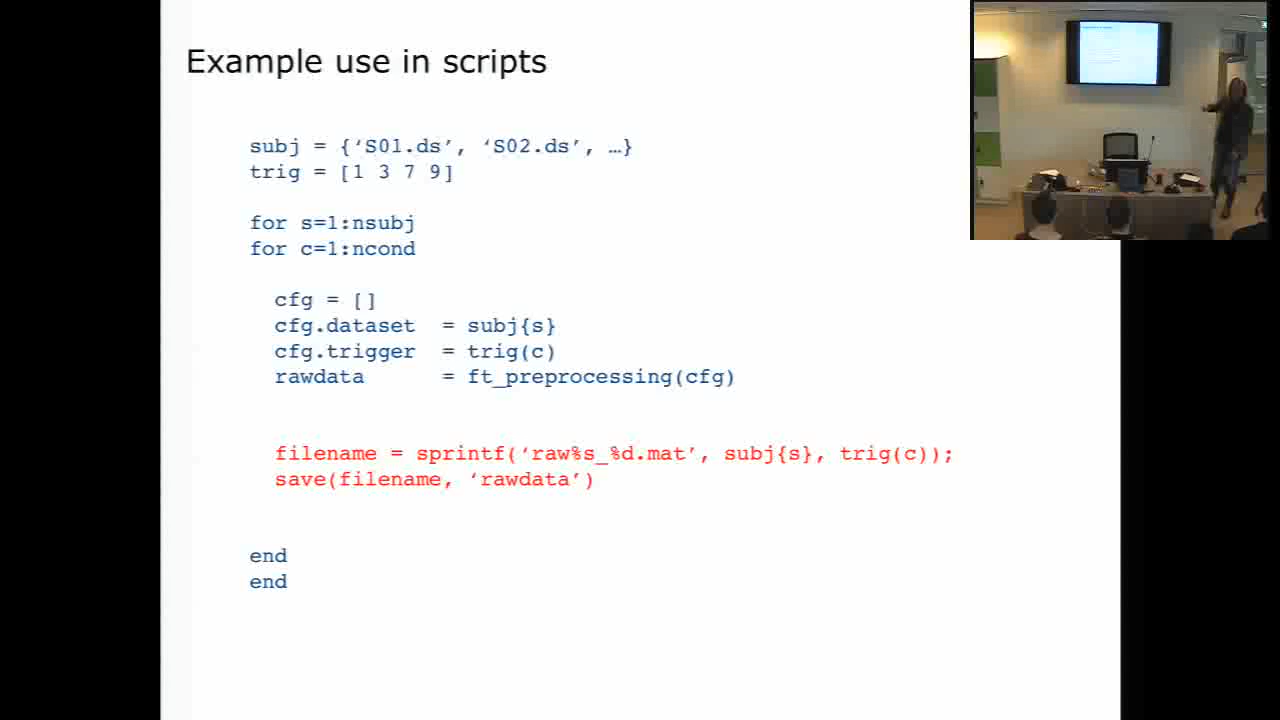 Example use in scripts
subj = {‘S01.ds’, ‘S02.ds’, …}
trig = [1 3 7 9]
for s=1:nsubj
for c=1:ncond
cfg = []
cfg.dataset = subj{s}
cfg.trigger = trig(c)
rawdata = ft_preprocessing(cfg)
filename = sprintf(‘raw%s_%d.mat’, subj{s}, trig(c));
save(filename, ‘rawdata’)
end
end